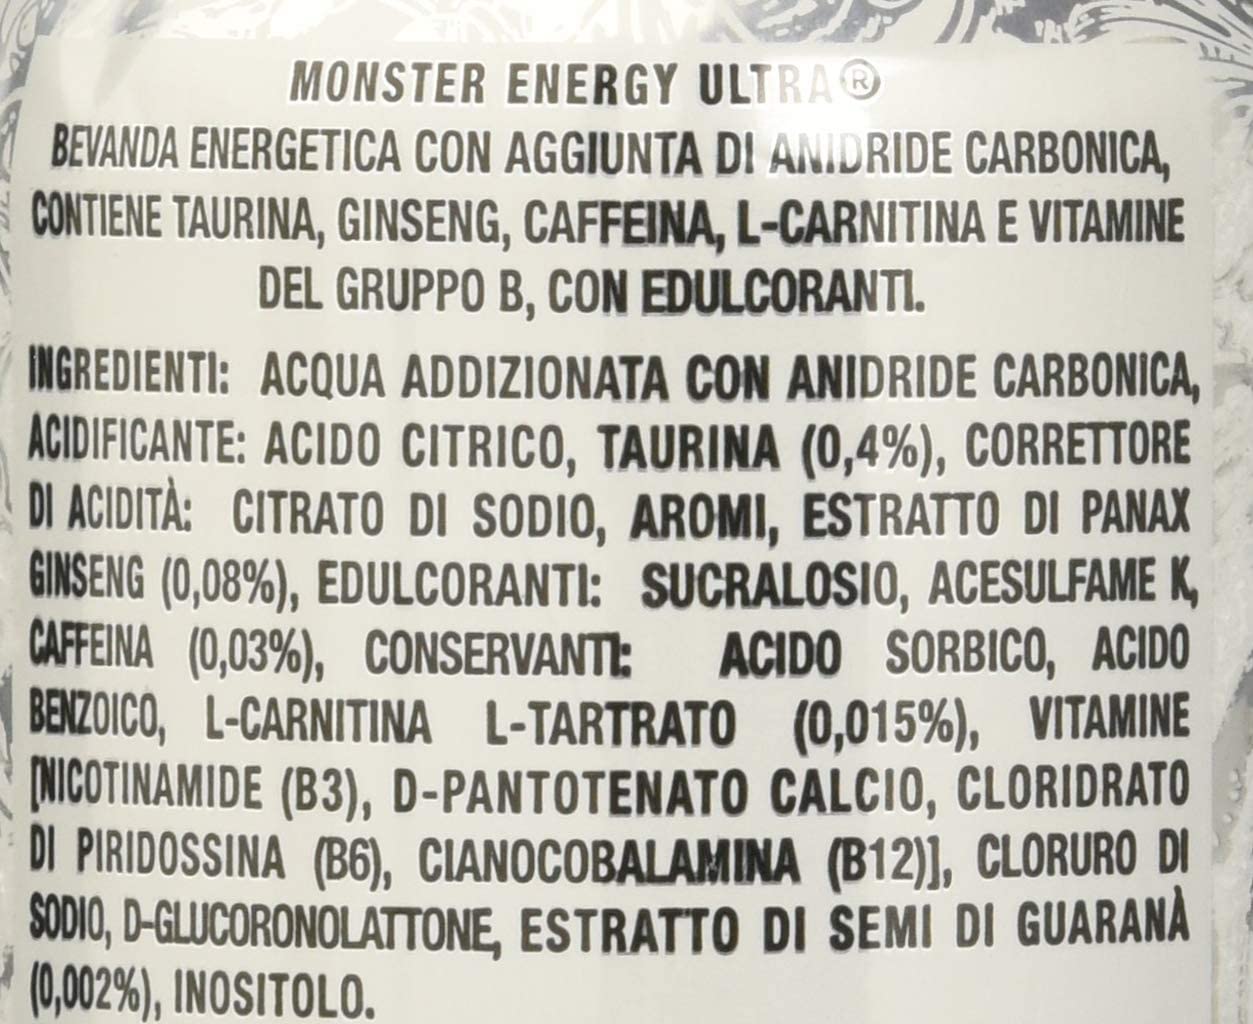 MONSTER ENERGY ULTRA®
BEVANDA ENERGETICA CON AGGIUNTA DI ANIDRIDE CARBONICA,
CONTIENE TAURINA, GINSENG, CAFFEINA, L-CARNITINA E VITAMINE
DEL GRUPPO B, CON EDULCORANTI.
INGREDIENTI: ACQUA ADDIZIONATA CON ANIDRIDE CARBONICA,
ACIDIFICANTE: ACIDO CITRICO, TAURINA (0,4%), CORRETTORE
DI ACIDITÀ: CITRATO DI SODIO, AROMI, ESTRATTO DI PANAX
GINSENG (0,08%), EDULCORANTI: SUCRALOSIO, ACESULFAME K,
CAFFEINA (0,03%), CONSERVANTI: ACIDO SORBICO, ACIDO
BENZOICO, L-CARNITINA L-TARTRATO (0,015%), VITAMINE
[NICOTINAMIDE (B3), D-PANTOTENATO CALCIO, CLORIDRATO
DI PIRIDOSSINA (B6), CIANOCOBALAMINA (B12)], CLORURO DI
SODIO, D-GLUCORONOLATTONE, ESTRATTO DI SEMI DI GUARANÀ
(0,002%), INOSITOLO.